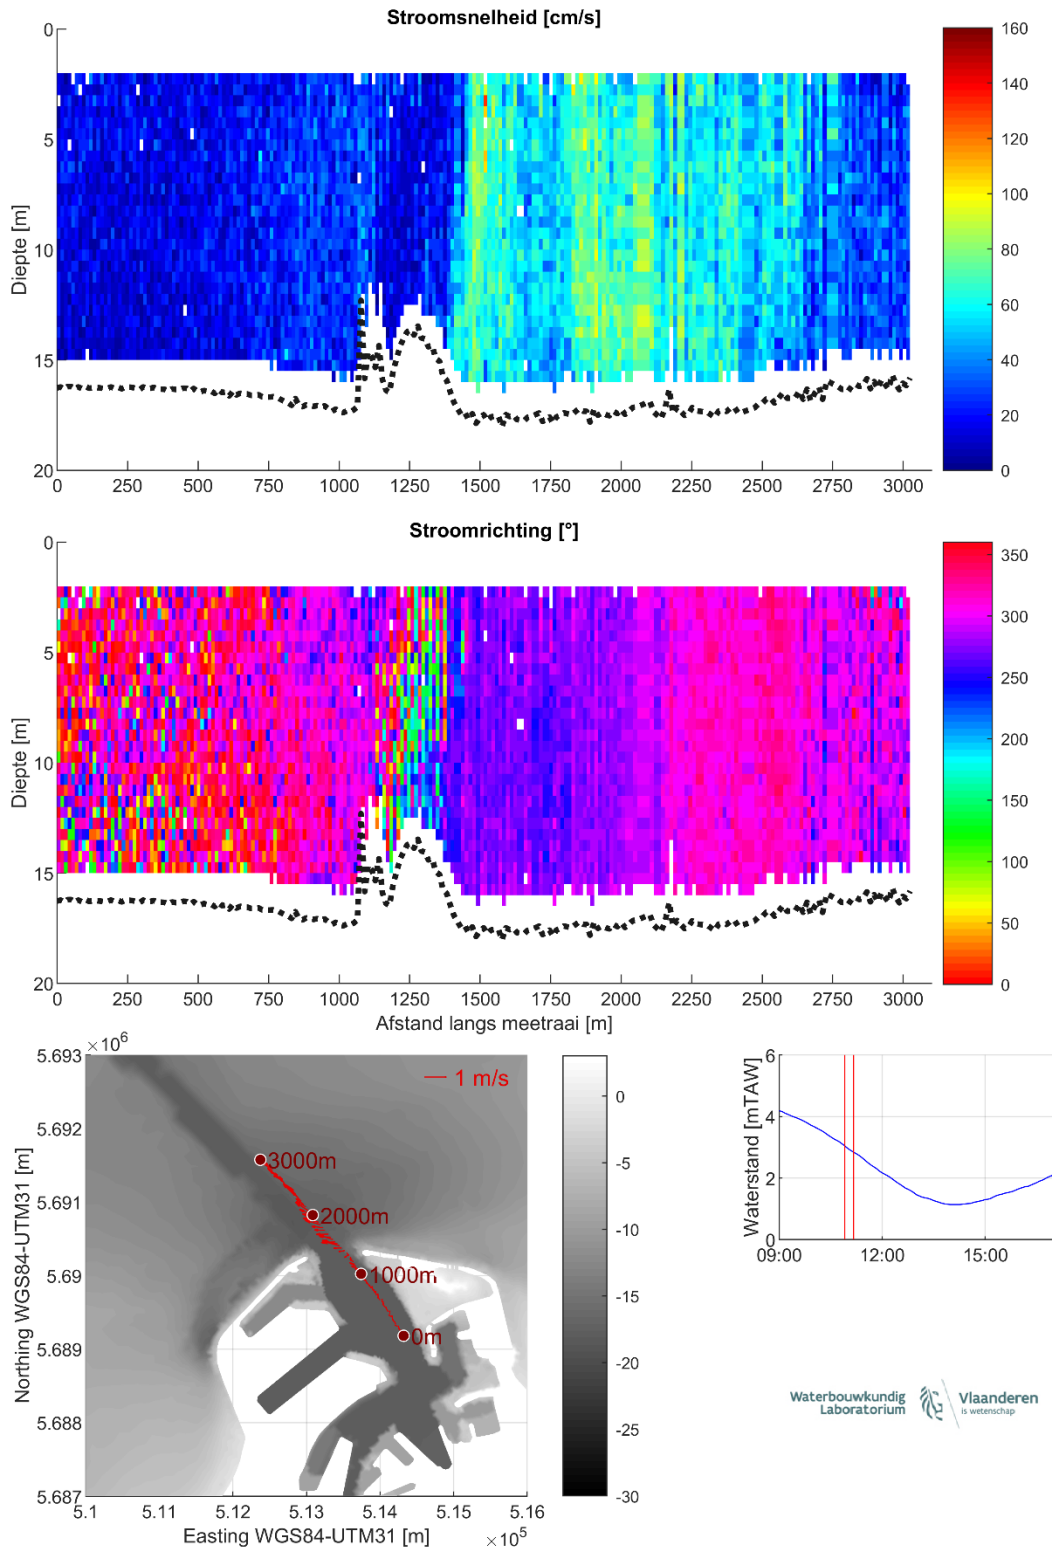 Stroomsnelheid [cm/s]
Diepte [m]
0
5
10
15
20
0 250 500 750 1000 1250 1500 1750 2000 2250 2500 2750 3000
160
140
120
100
80
60
40
20
0
Stroomrichting [°]
Diepte [m]
0
5
10
15
20
0 250 500 750 1000 1250 1500 1750 2000 2250 2500 2750 3000
Afstand langs meetraai [m]
350
300
250
200
150
100
50
0
×10⁶
Northing WGS84-UTM31 [m]
5.693
5.692
5.691
5.69
5.689
5.688
5.687
1 m/s
3000m
2000m
1000m
0m
5.1 5.12 5.13 5.14 5.15 5.16
Easting WGS84-UTM31 [m]
×10⁵
0
-5
-10
-15
-20
-25
-30
Waterstand [mTAW]
6
4
2
0
09:00 12:00 15:00
Waterbouwkundig
Laboratorium
Vlaanderen
is wetenschap